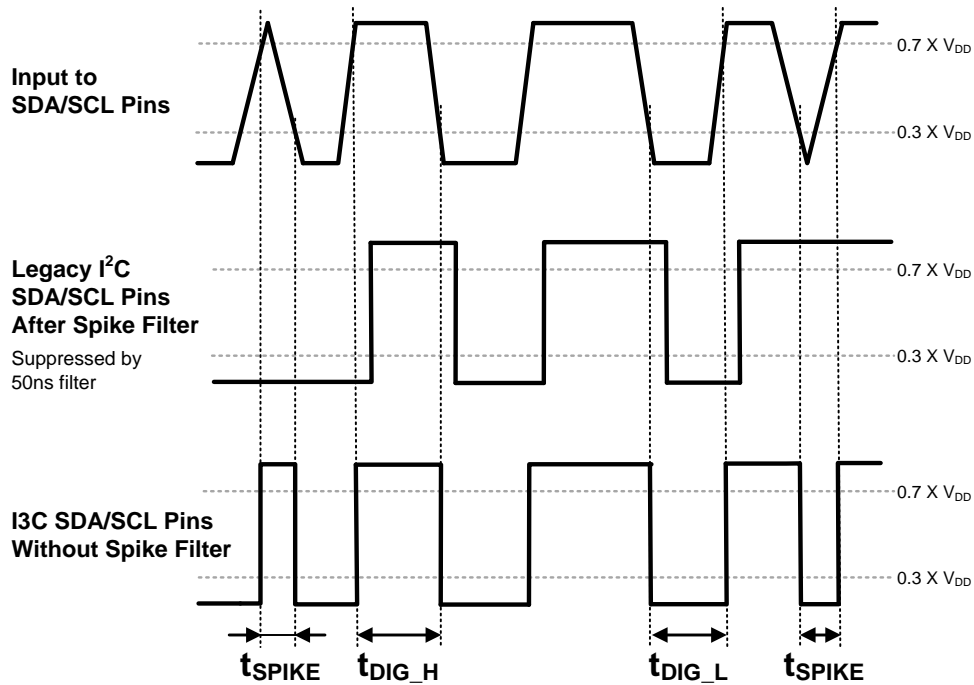 Input to
SDA/SCL Pins
0.7 X VDD
0.3 X VDD
Legacy I2C
SDA/SCL Pins
After Spike Filter
Suppressed by
50ns filter
0.7 X VDD
0.3 X VDD
I3C SDA/SCL Pins
Without Spike Filter
0.7 X VDD
0.3 X VDD
tSPIKE
tDIG_H
tDIG_L
tSPIKE